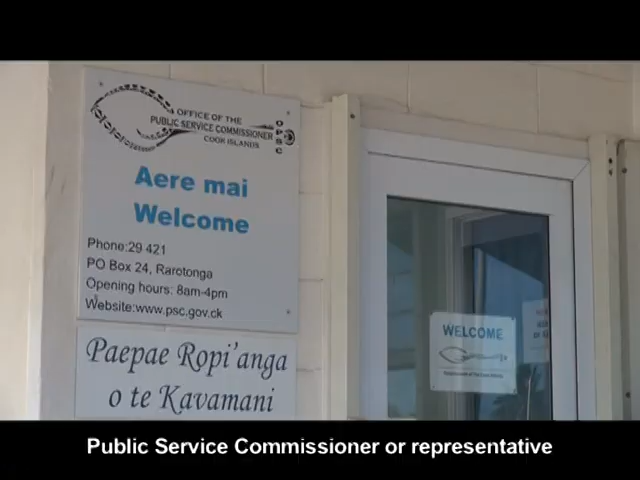 OFFICE OF THE
PUBLIC SERVICE COMMISSIONER
COOK ISLANDS
OPSC
Aere mai
Welcome
Phone:29 421
PO Box 24, Rarotonga
Opening hours: 8am-4pm
Website:www.psc.gov.ck
Paepae Ropi'anga
o te Kavamani
WELCOME
Public Service Commissioner or representative